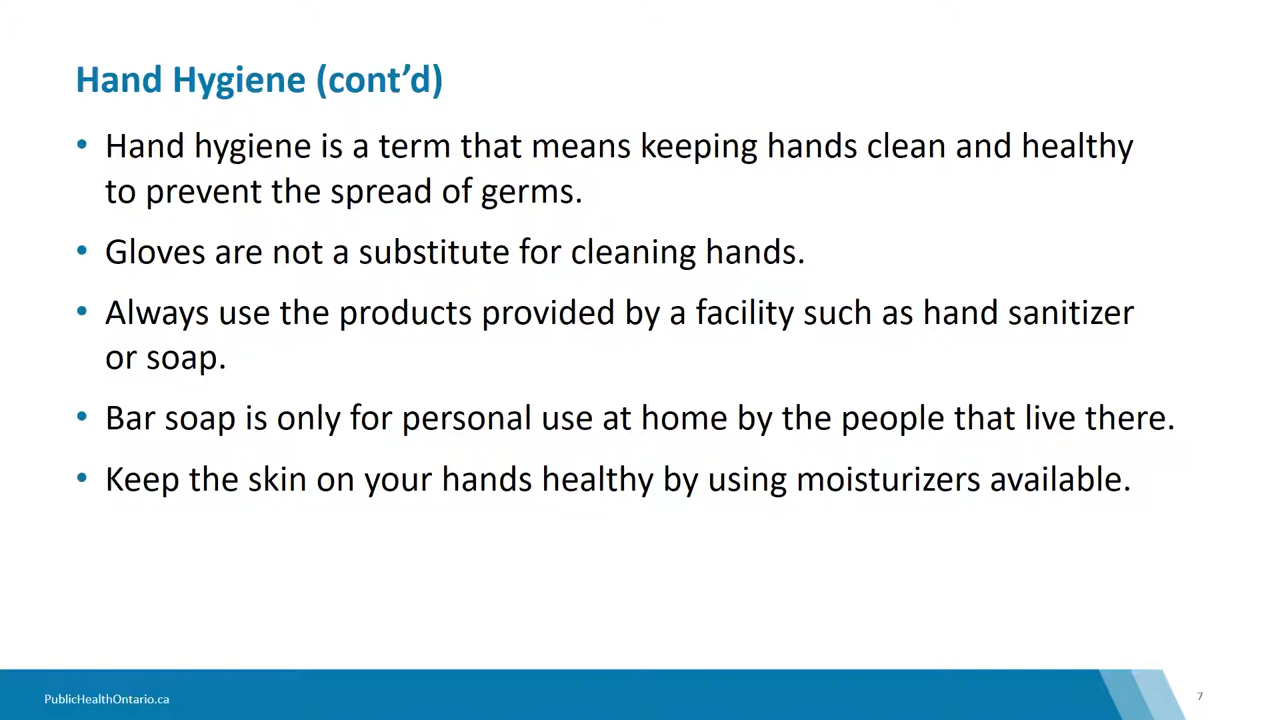 Hand Hygiene (cont’d)
• Hand hygiene is a term that means keeping hands clean and healthy
to prevent the spread of germs.
• Gloves are not a substitute for cleaning hands.
• Always use the products provided by a facility such as hand sanitizer
or soap.
• Bar soap is only for personal use at home by the people that live there.
• Keep the skin on your hands healthy by using moisturizers available.
PublicHealthOntario.ca
7